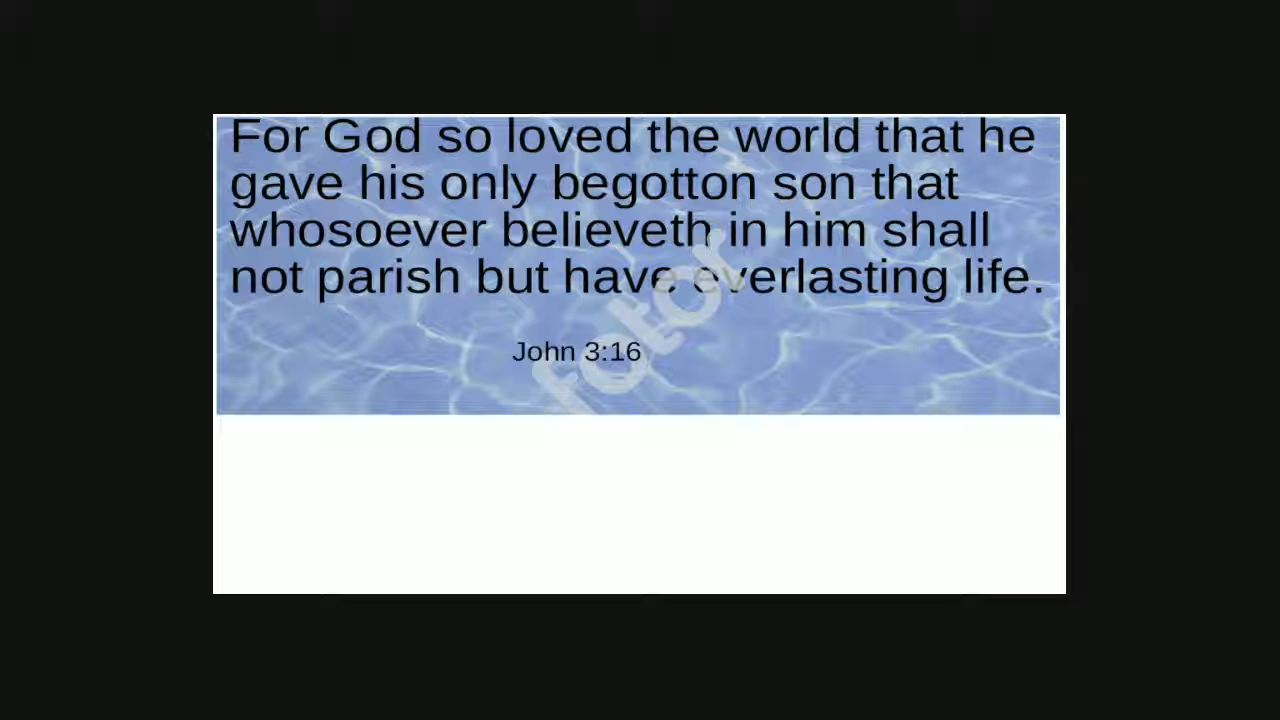 For God so loved the world that he
gave his only begotton son that
whosoever believeth in him shall
not parish but have everlasting life.
John 3:16
fotor